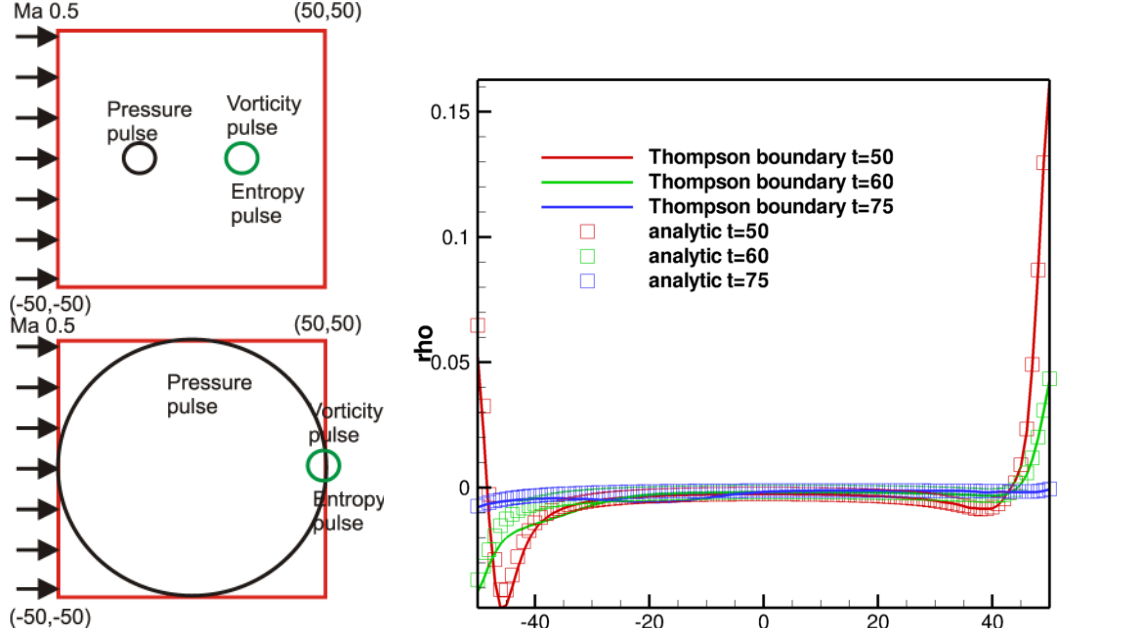 Ma 0.5
(50,50)
Pressure
pulse
Vorticity
pulse
Entropy
pulse
(-50,-50)
Ma 0.5
(50,50)
Pressure
pulse
Vorticity
pulse
Entropy
pulse
(-50,-50)
rho
0.15
0.1
0.05
0
Thompson boundary t=50
Thompson boundary t=60
Thompson boundary t=75
analytic t=50
analytic t=60
analytic t=75
-40
-20
0
20
40